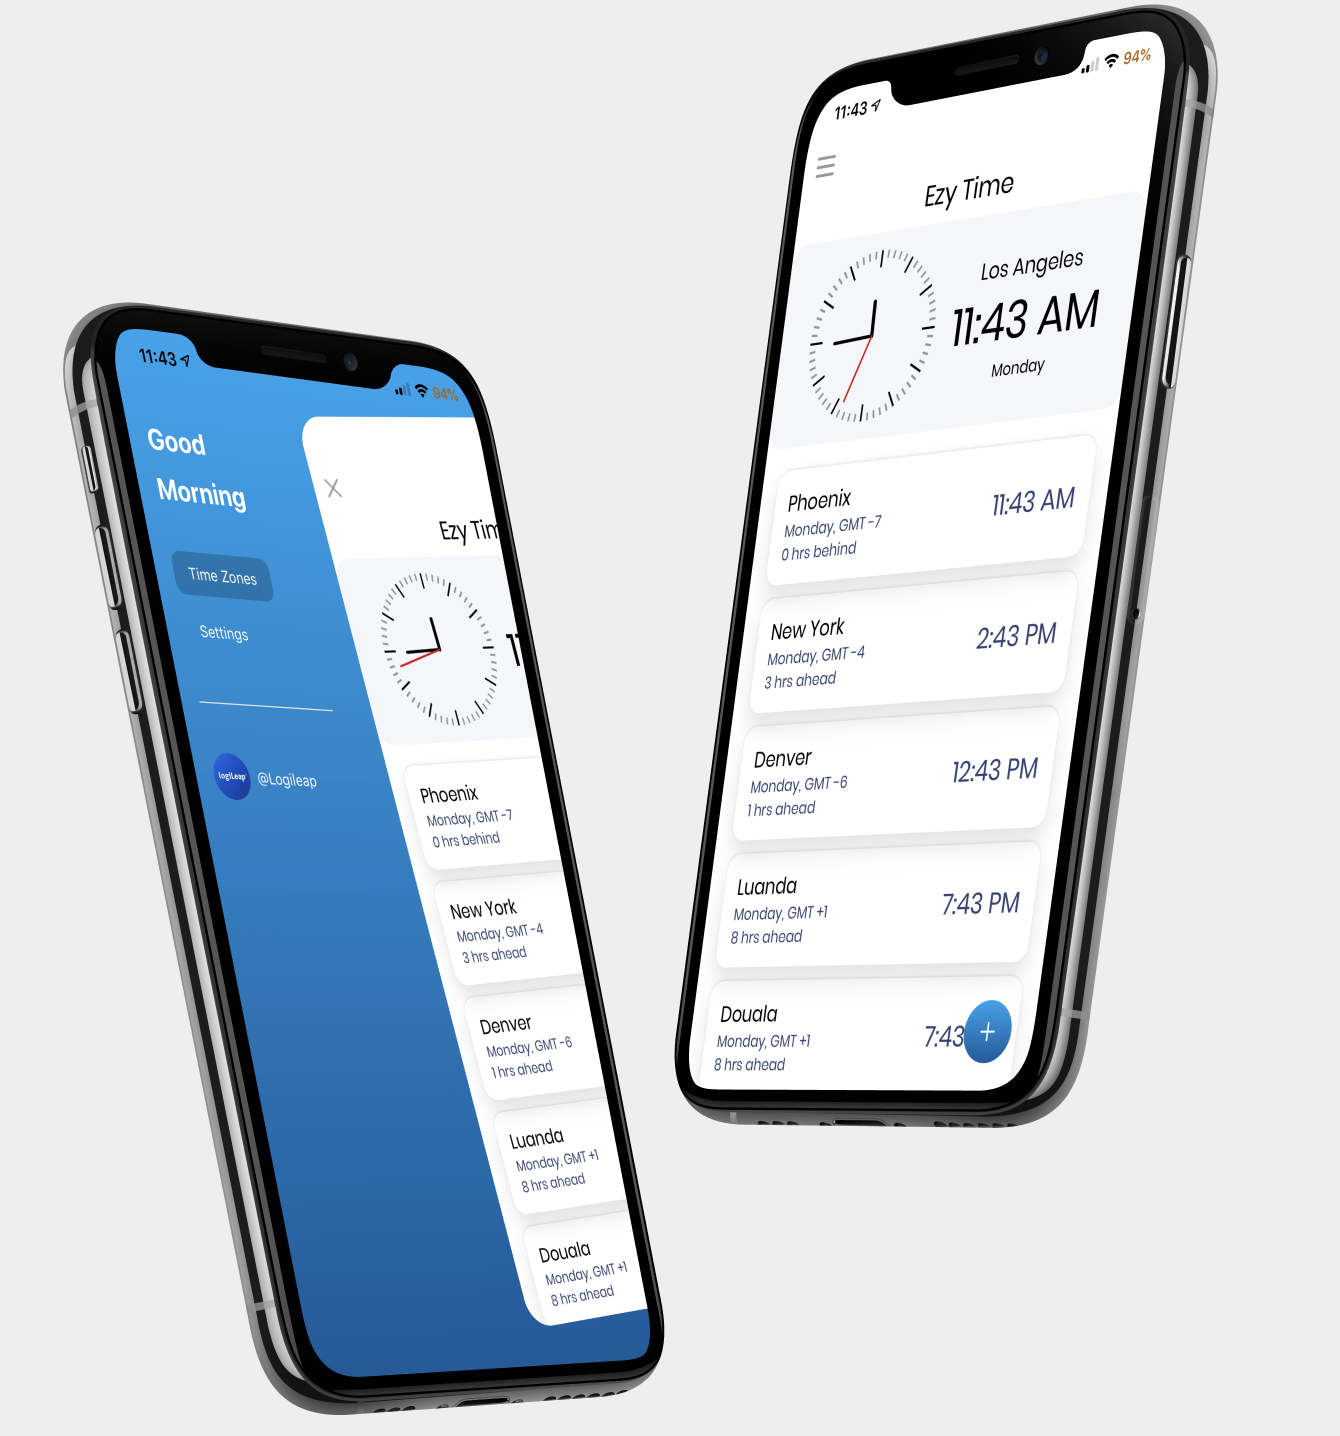 11:43
94%
Good
Morning
Time Zones
Settings
logiLeap
@Logileap
Ezy Tim
11
Phoenix
Monday, GMT -7
0 hrs behind
New York
Monday, GMT -4
3 hrs ahead
Denver
Monday, GMT -6
1 hrs ahead
Luanda
Monday, GMT +1
8 hrs ahead
Douala
Monday, GMT +1
8 hrs ahead
11:43
94%
Ezy Time
Los Angeles
11:43 AM
Monday
Phoenix
Monday, GMT -7
0 hrs behind
11:43 AM
New York
Monday, GMT -4
3 hrs ahead
2:43 PM
Denver
Monday, GMT -6
1 hrs ahead
12:43 PM
Luanda
Monday, GMT +1
8 hrs ahead
7:43 PM
Douala
Monday, GMT +1
8 hrs ahead
7:43
+